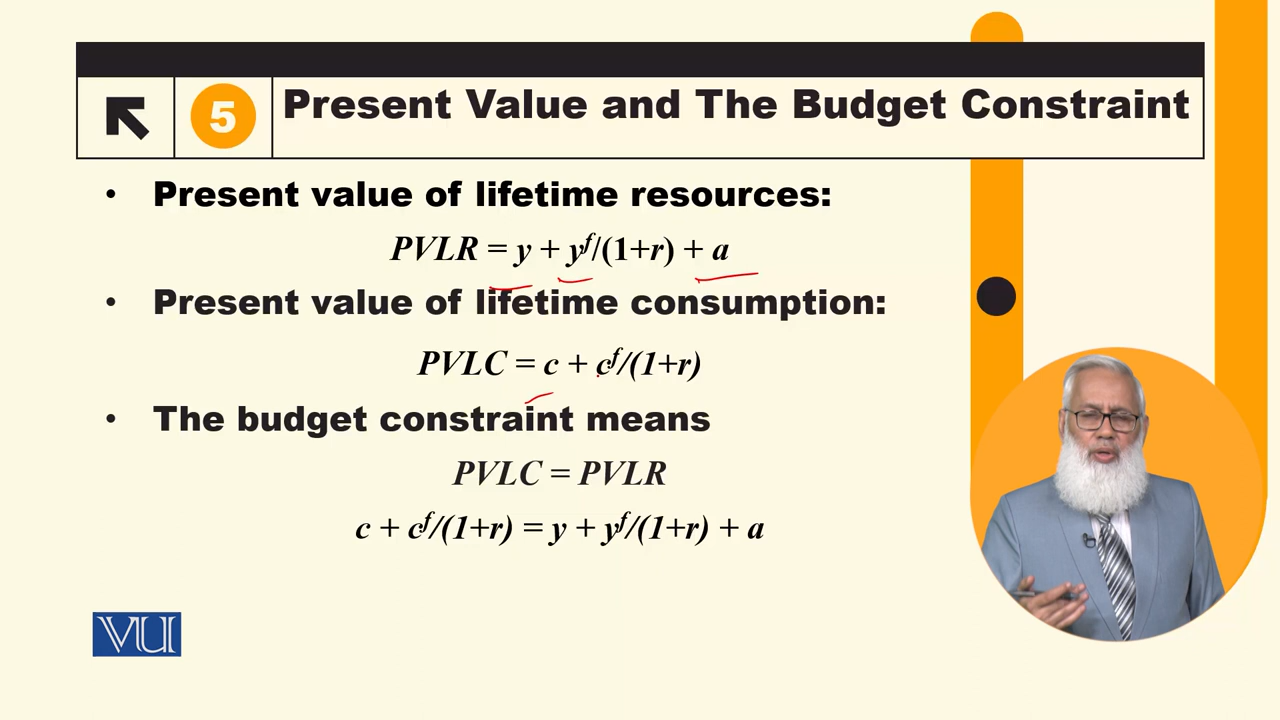 5 Present Value and The Budget Constraint
• Present value of lifetime resources:
PVLR = y + yᶠ/(1+r) + a
• Present value of lifetime consumption:
PVLC = c + cᶠ/(1+r)
• The budget constraint means
PVLC = PVLR
c + cᶠ/(1+r) = y + yᶠ/(1+r) + a
VU